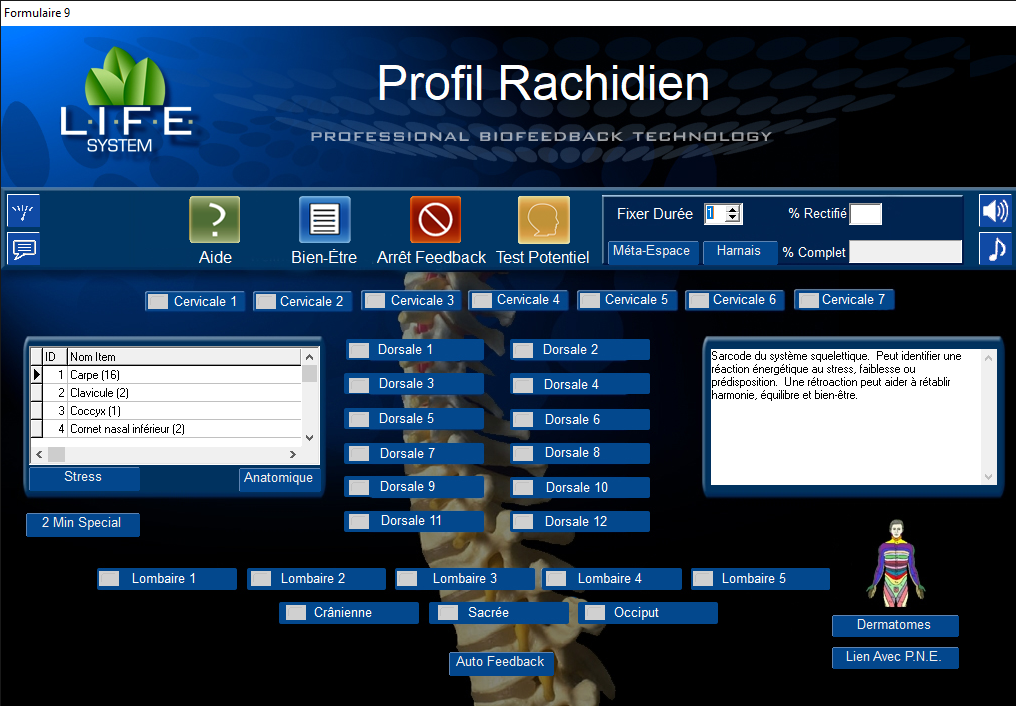 Formulaire 9
L·I·F·E·
SYSTEM
Profil Rachidien
PROFESSIONAL BIOFEEDBACK TECHNOLOGY
?
Aide
Bien-Être
Arrêt Feedback
Test Potentiel
Fixer Durée 1
% Rectifié
Méta-Espace
Harnais
% Complet
Cervicale 1
Cervicale 2
Cervicale 3
Cervicale 4
Cervicale 5
Cervicale 6
Cervicale 7
ID Nom Item
1 Carpe (16)
2 Clavicule (2)
3 Coccyx (1)
4 Cornet nasal inférieur (2)
Stress
Anatomique
2 Min Special
Dorsale 1
Dorsale 2
Dorsale 3
Dorsale 4
Dorsale 5
Dorsale 6
Dorsale 7
Dorsale 8
Dorsale 9
Dorsale 10
Dorsale 11
Dorsale 12
Sarcode du système squelettique. Peut identifier une
réaction énergétique au stress, faiblesse ou
prédisposition. Une rétroaction peut aider à rétablir
harmonie, équilibre et bien-être.
Lombaire 1
Lombaire 2
Lombaire 3
Lombaire 4
Lombaire 5
Crânienne
Sacrée
Occiput
Auto Feedback
Dermatomes
Lien Avec P.N.E.